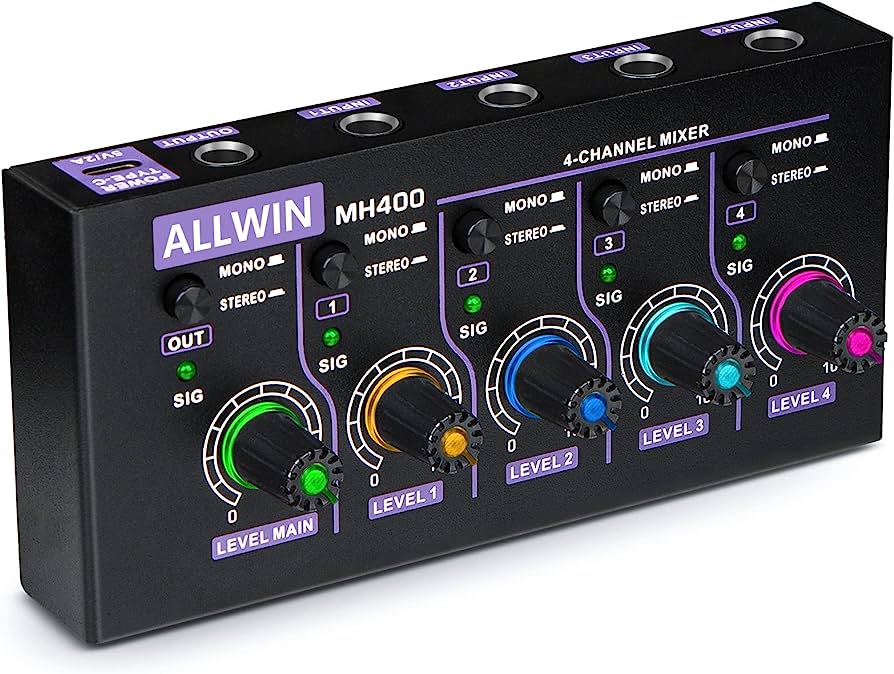 POWER
TYPE-C
5V/2A
OUTPUT
INPUT1
INPUT2
INPUT3
INPUT4
ALLWIN
MH400
4-CHANNEL MIXER
MONO
STEREO
OUT
SIG
0
LEVEL MAIN
MONO
STEREO
1
SIG
0
LEVEL 1
MONO
STEREO
2
SIG
0
LEVEL 2
MONO
STEREO
3
SIG
0
LEVEL 3
MONO
STEREO
4
SIG
0
10
LEVEL 4